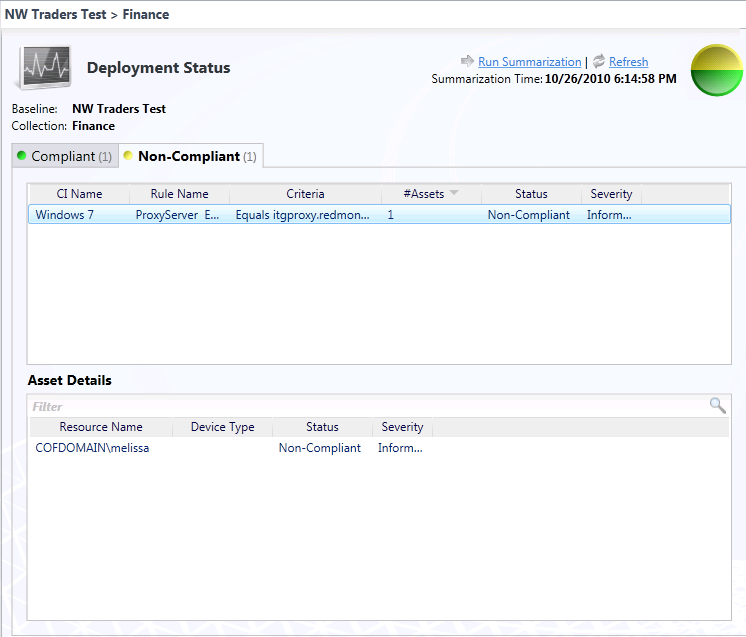 NW Traders Test > Finance
Deployment Status
Run Summarization | Refresh
Summarization Time: 10/26/2010 6:14:58 PM
Baseline: NW Traders Test
Collection: Finance
Compliant (1) Non-Compliant (1)
CI Name Rule Name Criteria #Assets Status Severity
Windows 7 ProxyServer E... Equals itgproxy.redmon... 1 Non-Compliant Inform...
Asset Details
Filter
Resource Name Device Type Status Severity
COFDOMAIN\melissa Non-Compliant Inform...